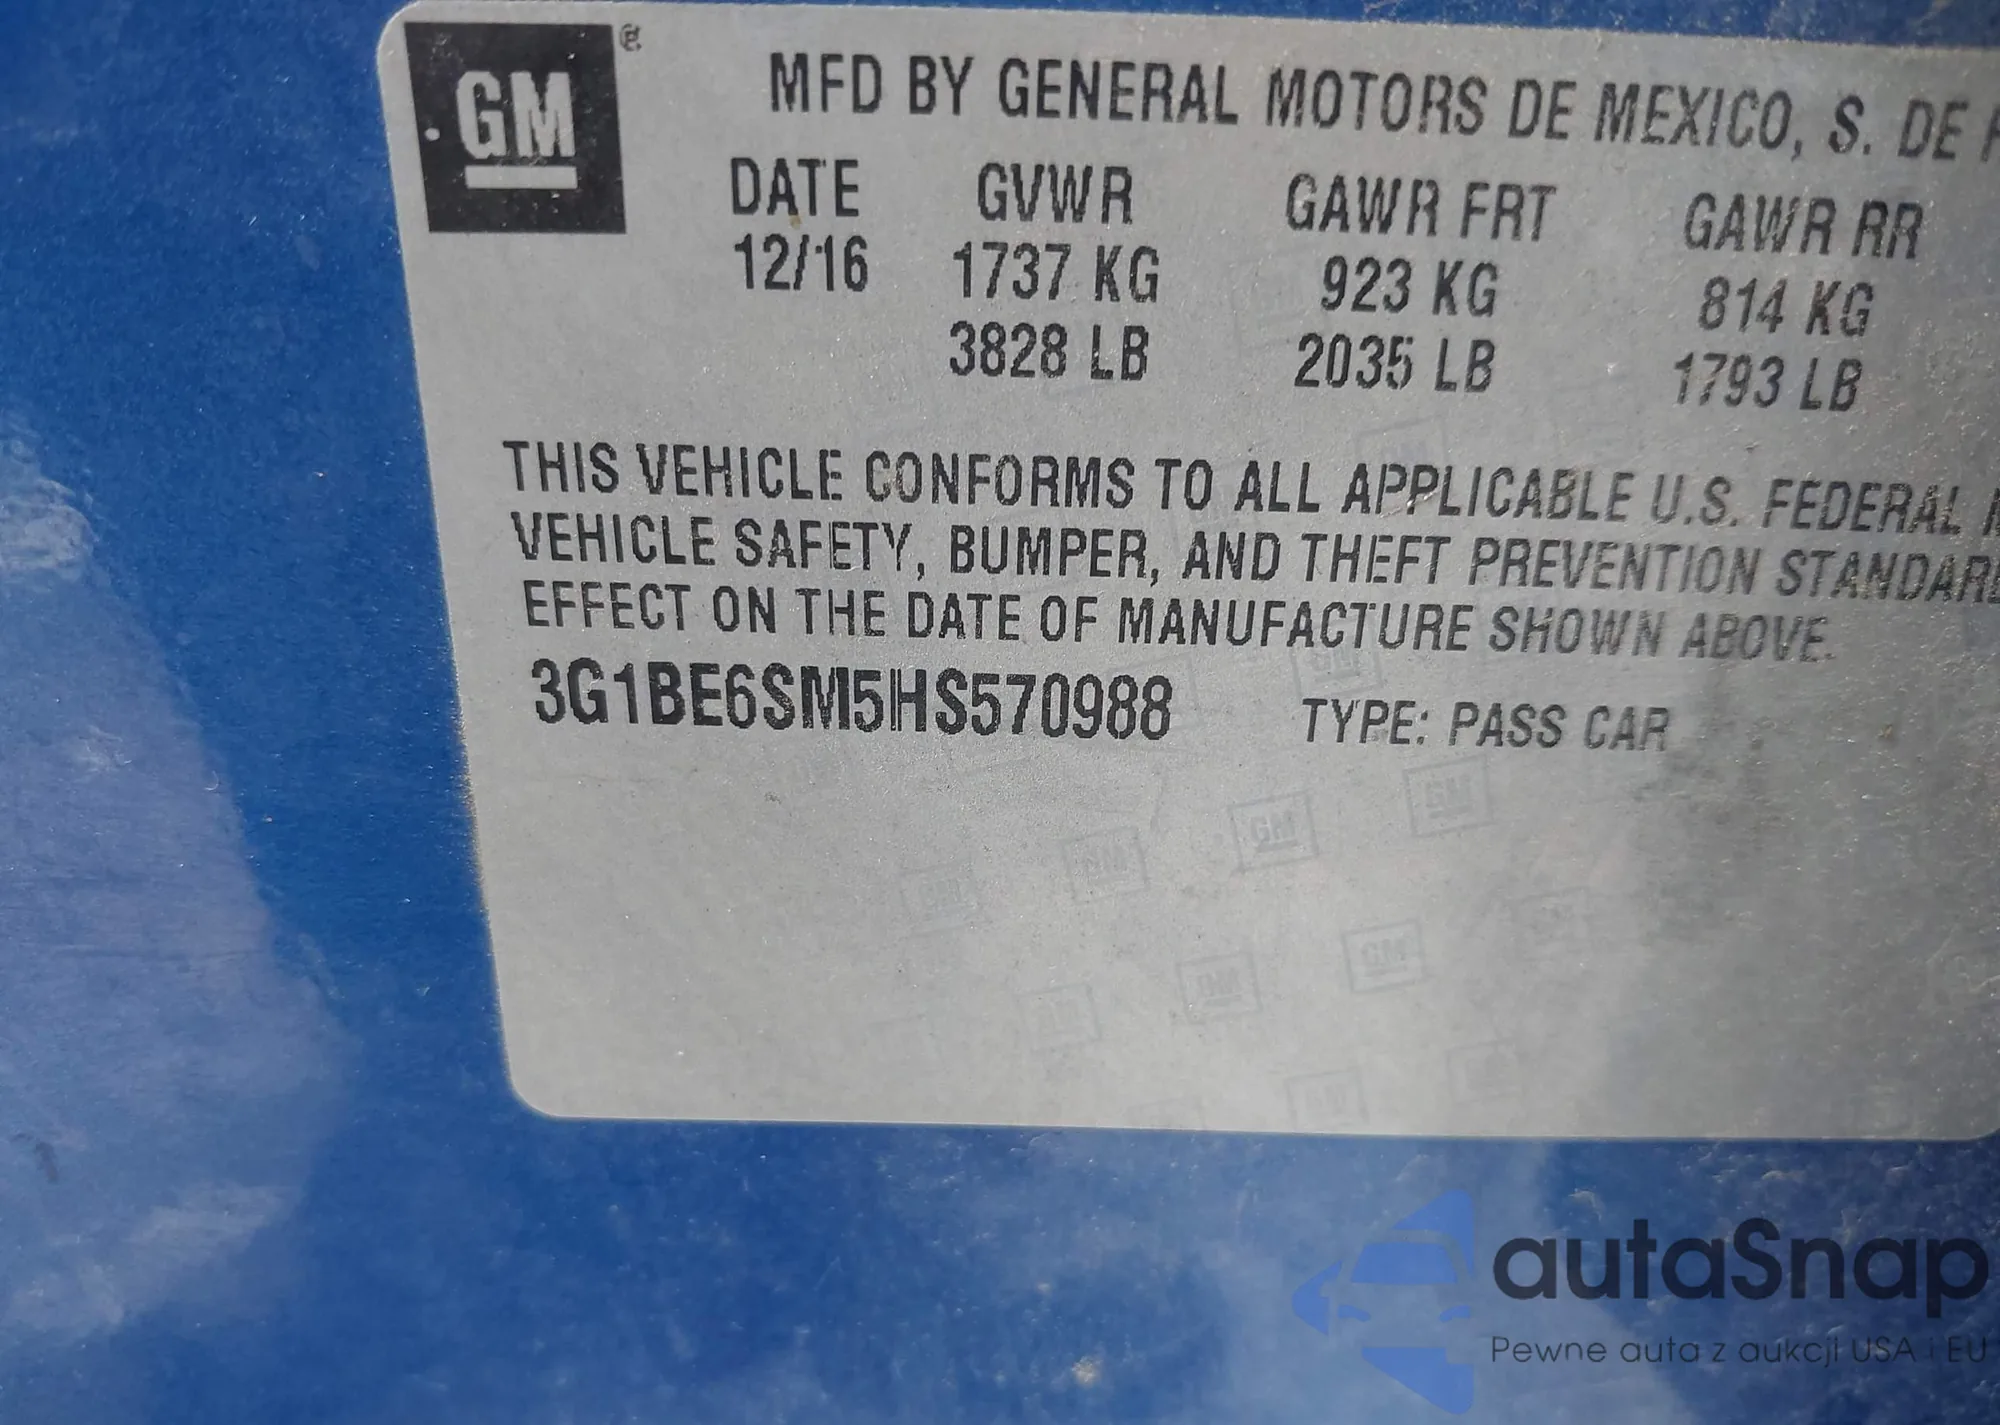 GM
MFD BY GENERAL MOTORS DE MEXICO, S. DE
DATE GVWR GAWR FRT GAWR RR
12/16 1737 KG 923 KG 814 KG
3828 LB 2035 LB 1793 LB
THIS VEHICLE CONFORMS TO ALL APPLICABLE U.S. FEDERAL
VEHICLE SAFETY, BUMPER, AND THEFT PREVENTION STANDARD
EFFECT ON THE DATE OF MANUFACTURE SHOWN ABOVE.
3G1BE6SM5HS570988 TYPE: PASS CAR
autaSnap
Pewne auta z aukcji USA i EU